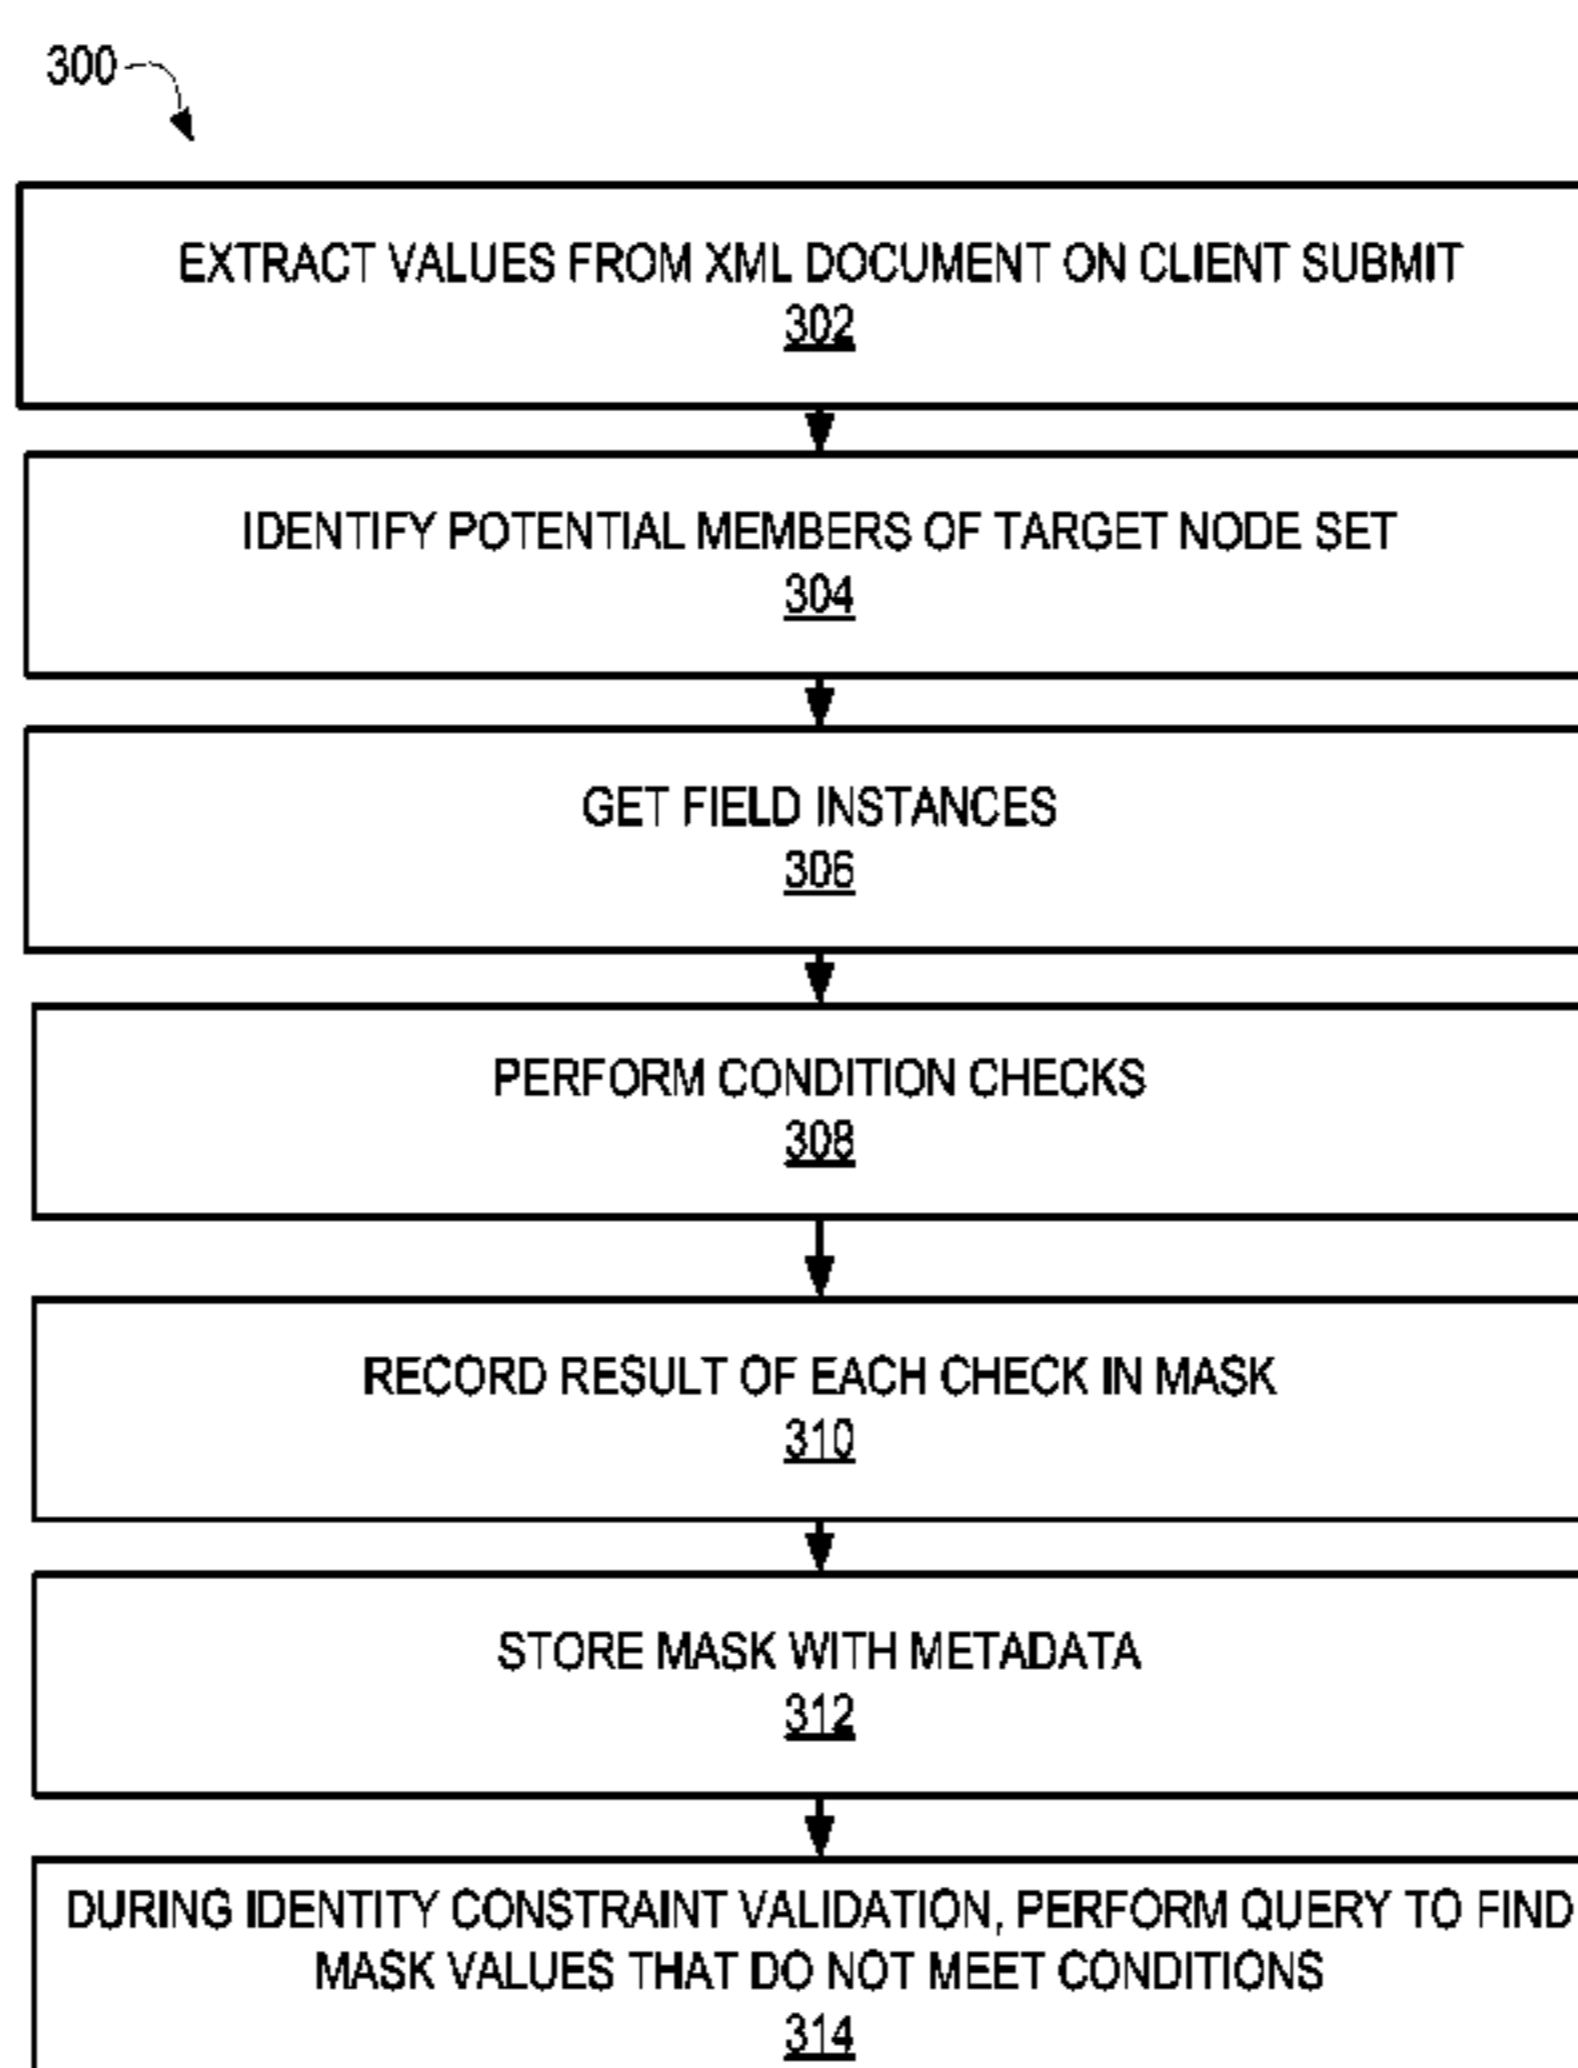 300
EXTRACT VALUES FROM XML DOCUMENT ON CLIENT SUBMIT
302
IDENTIFY POTENTIAL MEMBERS OF TARGET NODE SET
304
GET FIELD INSTANCES
306
PERFORM CONDITION CHECKS
308
RECORD RESULT OF EACH CHECK IN MASK
310
STORE MASK WITH METADATA
312
DURING IDENTITY CONSTRAINT VALIDATION, PERFORM QUERY TO FIND
MASK VALUES THAT DO NOT MEET CONDITIONS
314